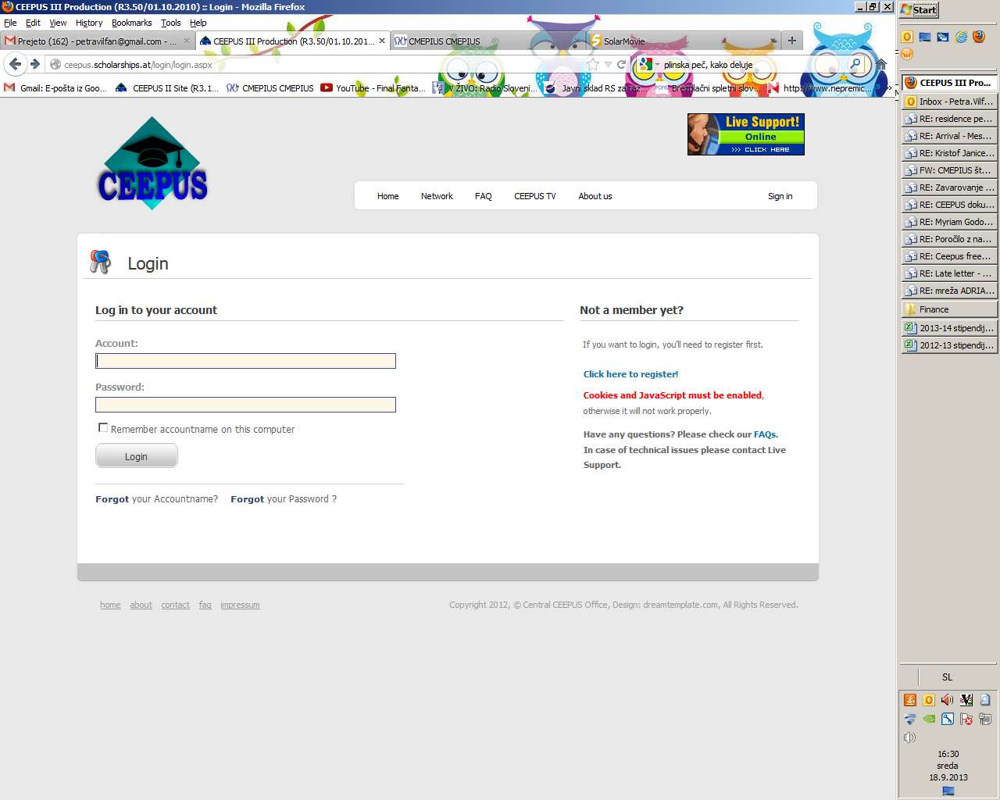 CEEPUS III Production (R3.50/01.10.2010) :: Login - Mozilla Firefox
File Edit View History Bookmarks Tools Help
Prejeto (162) - petravilfan@gmail.com - ...
CEEPUS III Production (R3.50/01.10.201...
CMEPIUS CMEPIUS
SolarMovie
ceepus.scholarships.at/login/login.aspx
plinska peč, kako deluje
Gmail: E-pošta iz Goo...
CEEPUS II Site (R3.1...
CMEPIUS CMEPIUS
YouTube - Final Fanta...
V ŽIVO: Radio Sloveni...
Javni sklad RS za raz...
Brezplačni spletni slov...
http://www.nepremic...
CEEPUS
Live Support!
Online
>>> CLICK HERE
Home Network FAQ CEEPUS TV About us Sign in
Login
Log in to your account
Account:
Password:
Remember accountname on this computer
Login
Forgot your Accountname? Forgot your Password ?
Not a member yet?
If you want to login, you'll need to register first.
Click here to register!
Cookies and JavaScript must be enabled,
otherwise it will not work properly.
Have any questions? Please check our FAQs.
In case of technical issues please contact Live
Support.
home about contact faq impressum
Copyright 2012, © Central CEEPUS Office, Design: dreamtemplate.com, All Rights Reserved.
Start
CEEPUS III Pro...
Inbox - Petra.Vilf...
RE: residence pe...
RE: Arrival - Mes...
RE: Kristof Janice...
FW: CMEPIUS št...
RE: Zavarovanje ...
RE: CEEPUS doku...
RE: Myriam Godo...
RE: Poročilo z na...
RE: Ceepus free...
RE: Late letter - ...
RE: mreža ADRIA...
Finance
2013-14 stipendij...
2012-13 stipendij...
SL
16:30
sreda
18.9.2013